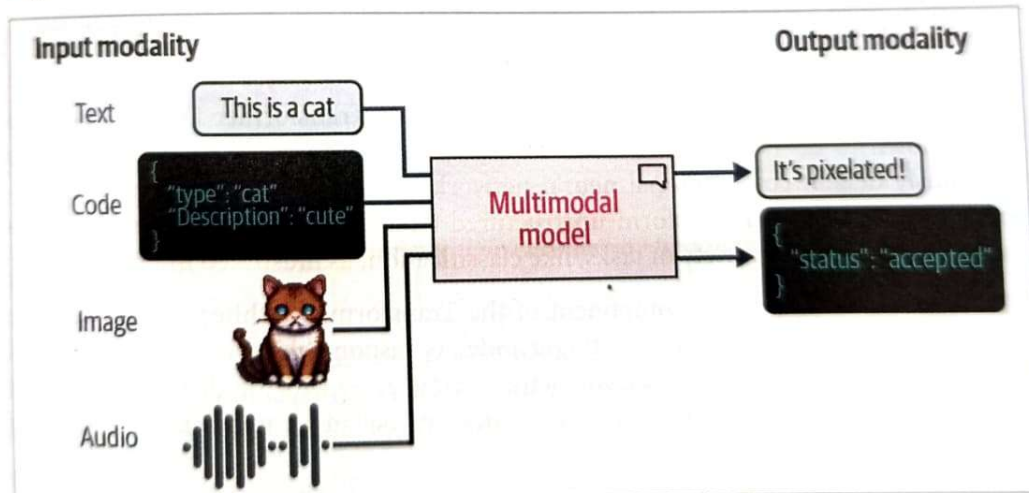 Input modality
Output modality
Text
This is a cat
Code
{
"type": "cat"
"Description": "cute"
}
Image
Audio
Multimodal
model
It's pixelated!
{
"status": "accepted"
}